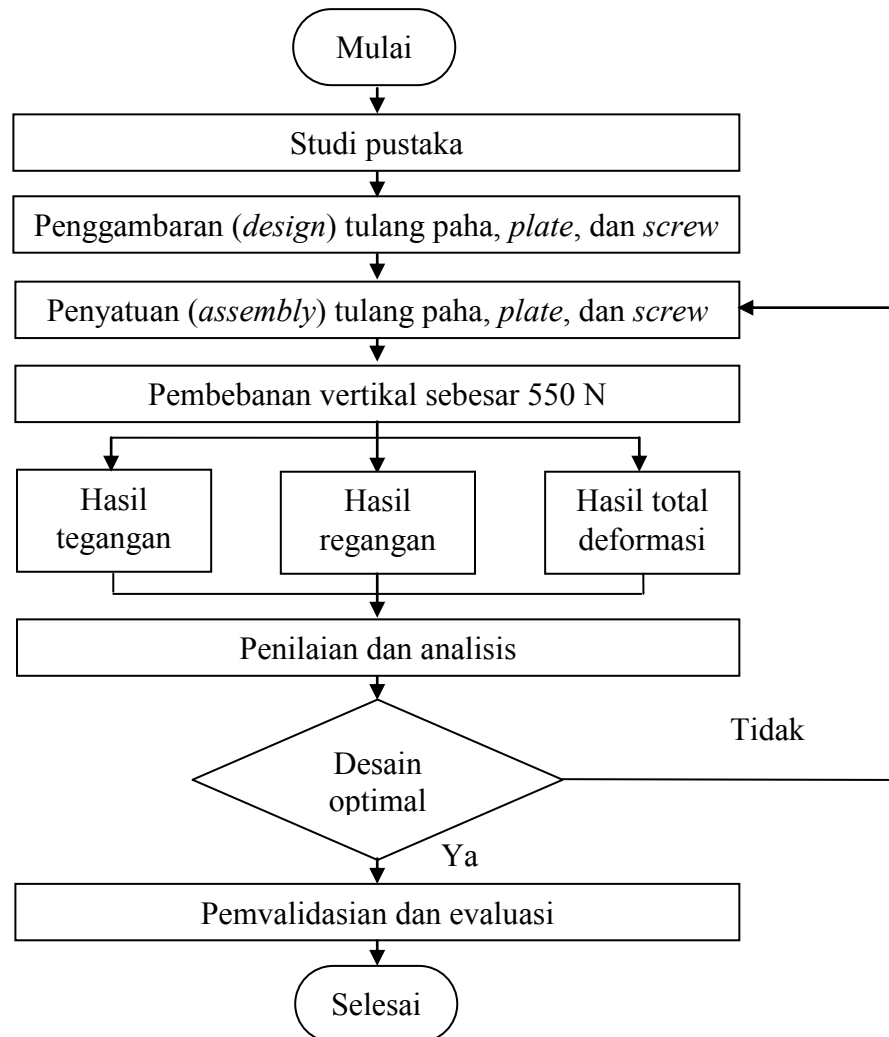 Mulai
Studi pustaka
Penggambaran (design) tulang paha, plate, dan screw
Penyatuan (assembly) tulang paha, plate, dan screw
Pembebanan vertikal sebesar 550 N
Hasil
tegangan
Hasil
regangan
Hasil total
deformasi
Penilaian dan analisis
Desain
optimal
Tidak
Ya
Pemvalidasian dan evaluasi
Selesai